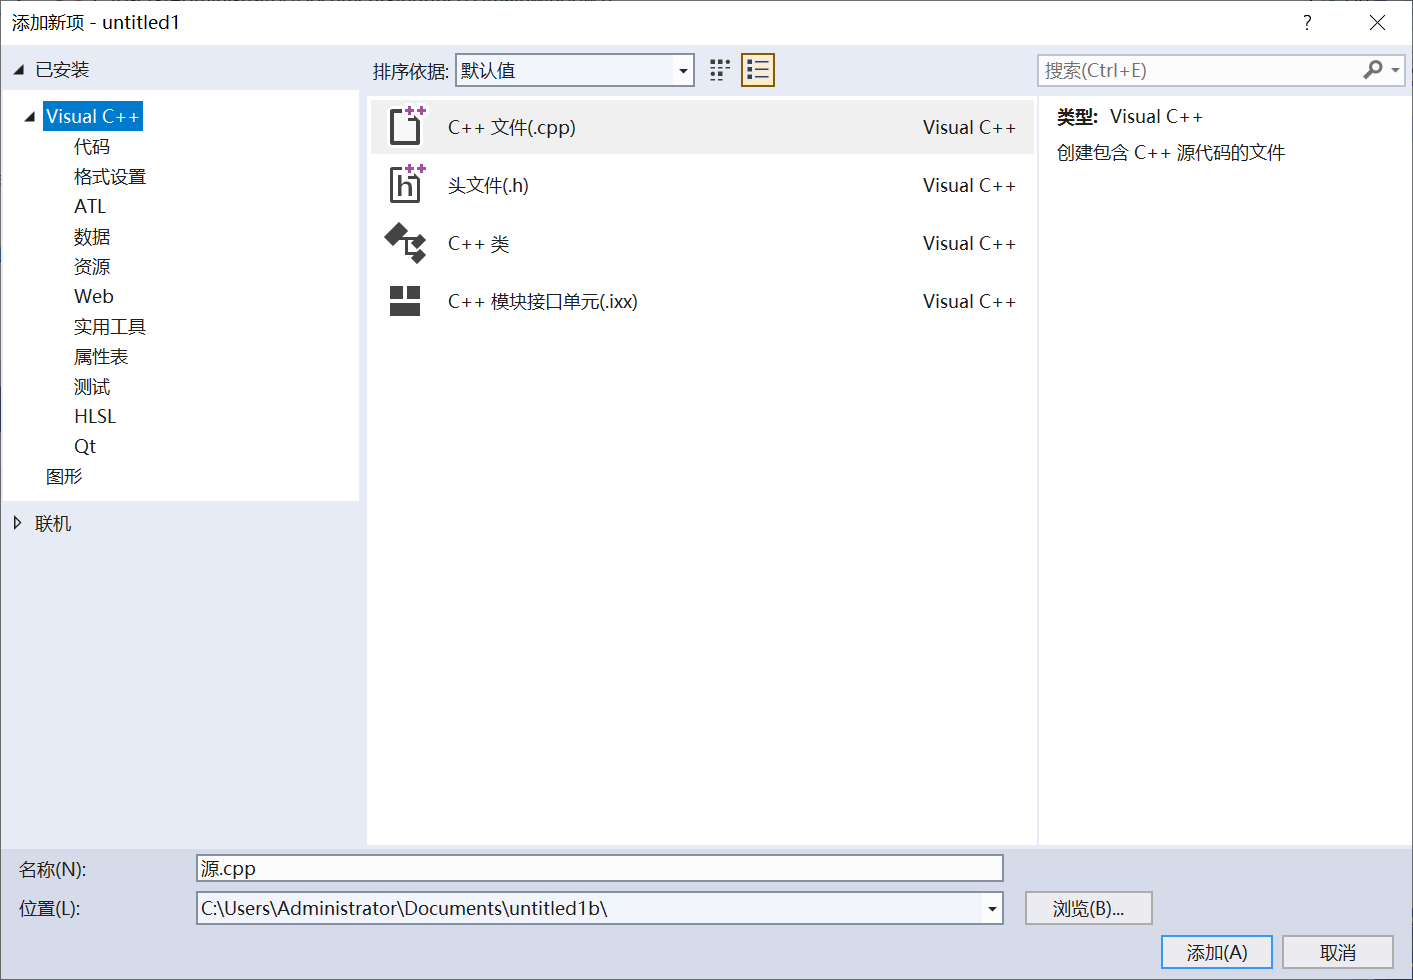 添加新项 - untitled1
?
已安装
排序依据:
默认值
搜索(Ctrl+E)
Visual C++
代码
格式设置
ATL
数据
资源
Web
实用工具
属性表
测试
HLSL
Qt
图形
联机
C++ 文件(.cpp) Visual C++
头文件(.h) Visual C++
C++ 类 Visual C++
C++ 模块接口单元(.ixx) Visual C++
类型: Visual C++
创建包含 C++ 源代码的文件
名称(N): 源.cpp
位置(L): C:\Users\Administrator\Documents\untitled1b\
浏览(B)...
添加(A)
取消